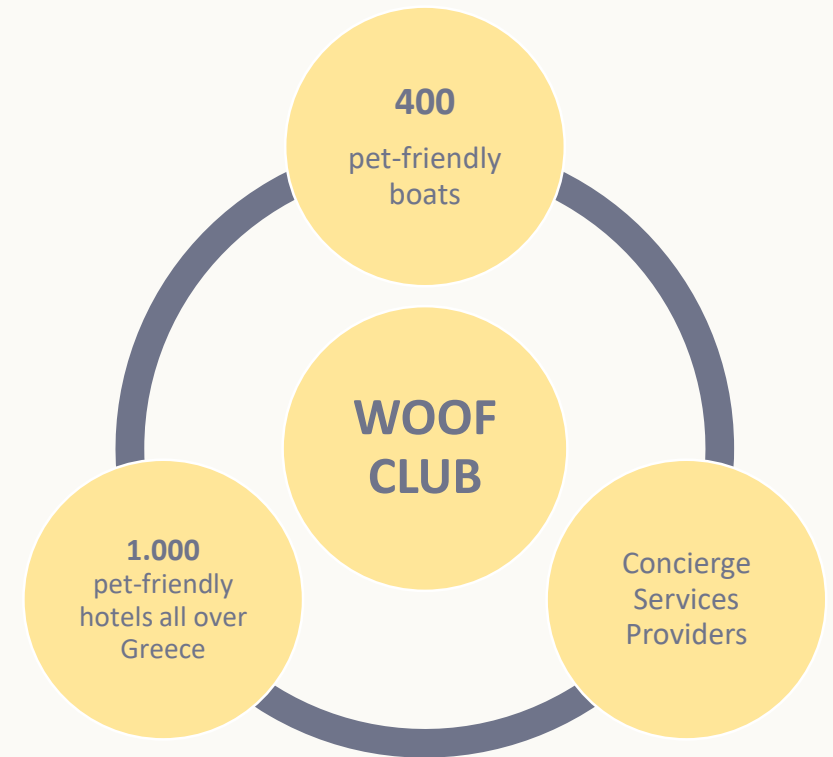 400
pet-friendly
boats
WOOF
CLUB
1.000
pet-friendly
hotels all over
Greece
Concierge
Services
Providers